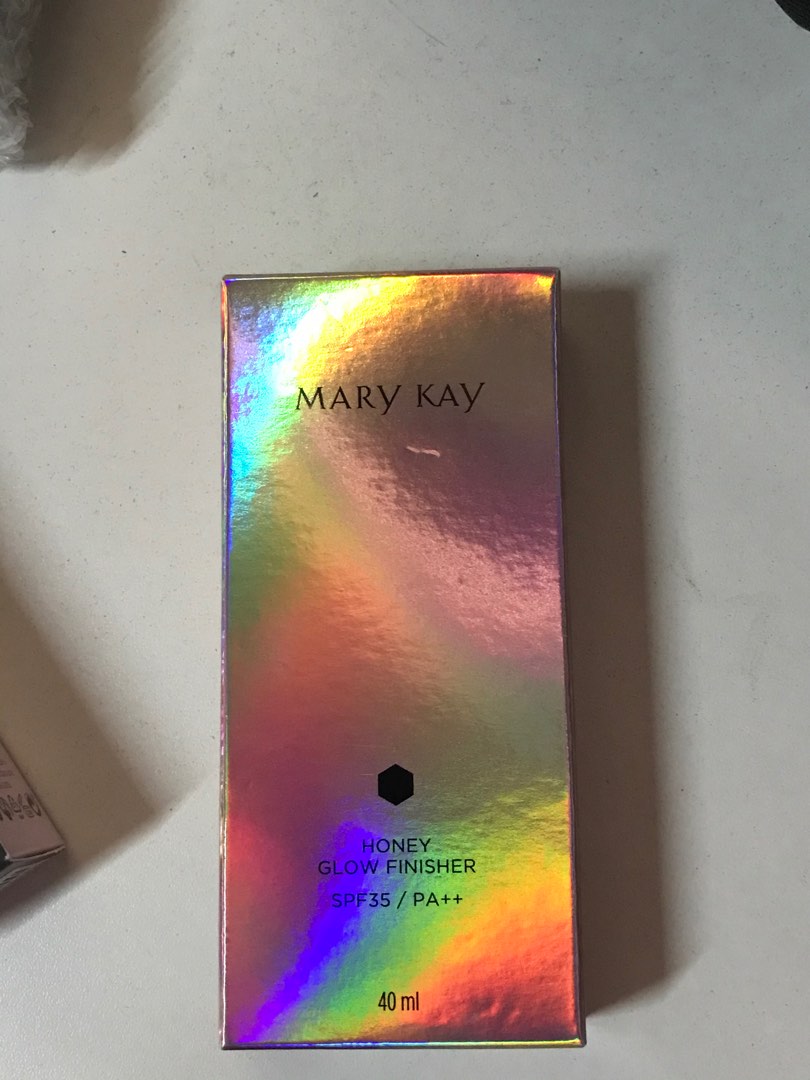 MARY KAY
HONEY
GLOW FINISHER
SPF35 / PA++
40 ml